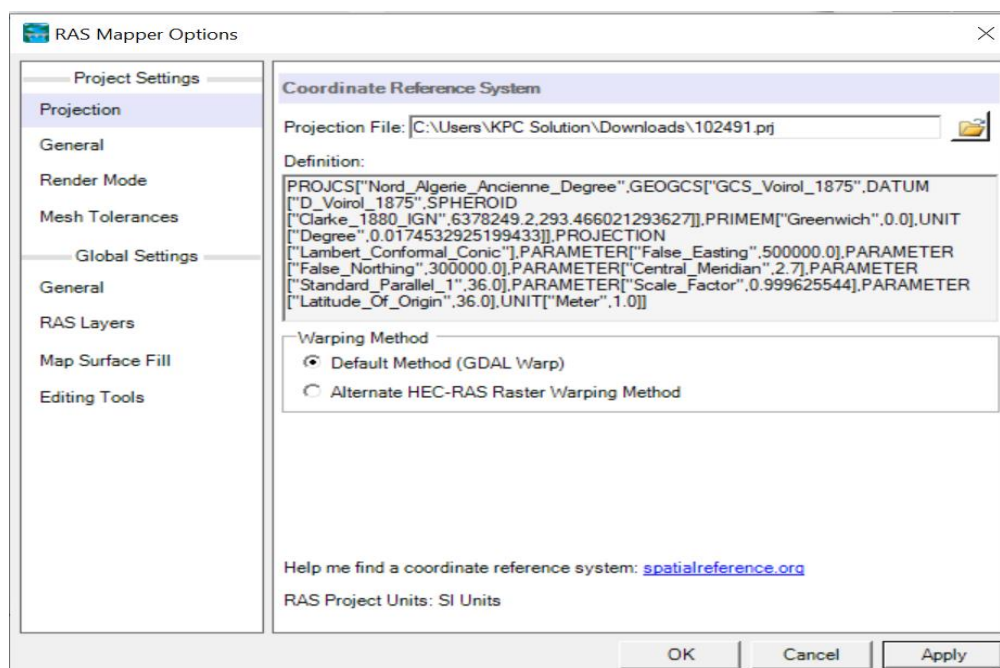 RAS Mapper Options
Project Settings
Projection
General
Render Mode
Mesh Tolerances
Global Settings
General
RAS Layers
Map Surface Fill
Editing Tools
Coordinate Reference System
Projection File: C:\Users\KPC Solution\Downloads\102491.prj
Definition:
PROJCS["Nord_Algerie_Ancienne_Degree",GEOGCS["GCS_Voirol_1875",DATUM
["D_Voirol_1875",SPHEROID
["Clarke_1880_IGN",6378249.2,293.466021293627]],PRIMEM["Greenwich",0.0],UNIT
["Degree",0.0174532925199433]],PROJECTION
["Lambert_Conformal_Conic"],PARAMETER["False_Easting",500000.0],PARAMETER
["False_Northing",300000.0],PARAMETER["Central_Meridian",2.7],PARAMETER
["Standard_Parallel_1",36.0],PARAMETER["Scale_Factor",0.999625544],PARAMETER
["Latitude_Of_Origin",36.0],UNIT["Meter",1.0]]
Warping Method
Default Method (GDAL Warp)
Alternate HEC-RAS Raster Warping Method
Help me find a coordinate reference system: spatialreference.org
RAS Project Units: SI Units
OK
Cancel
Apply